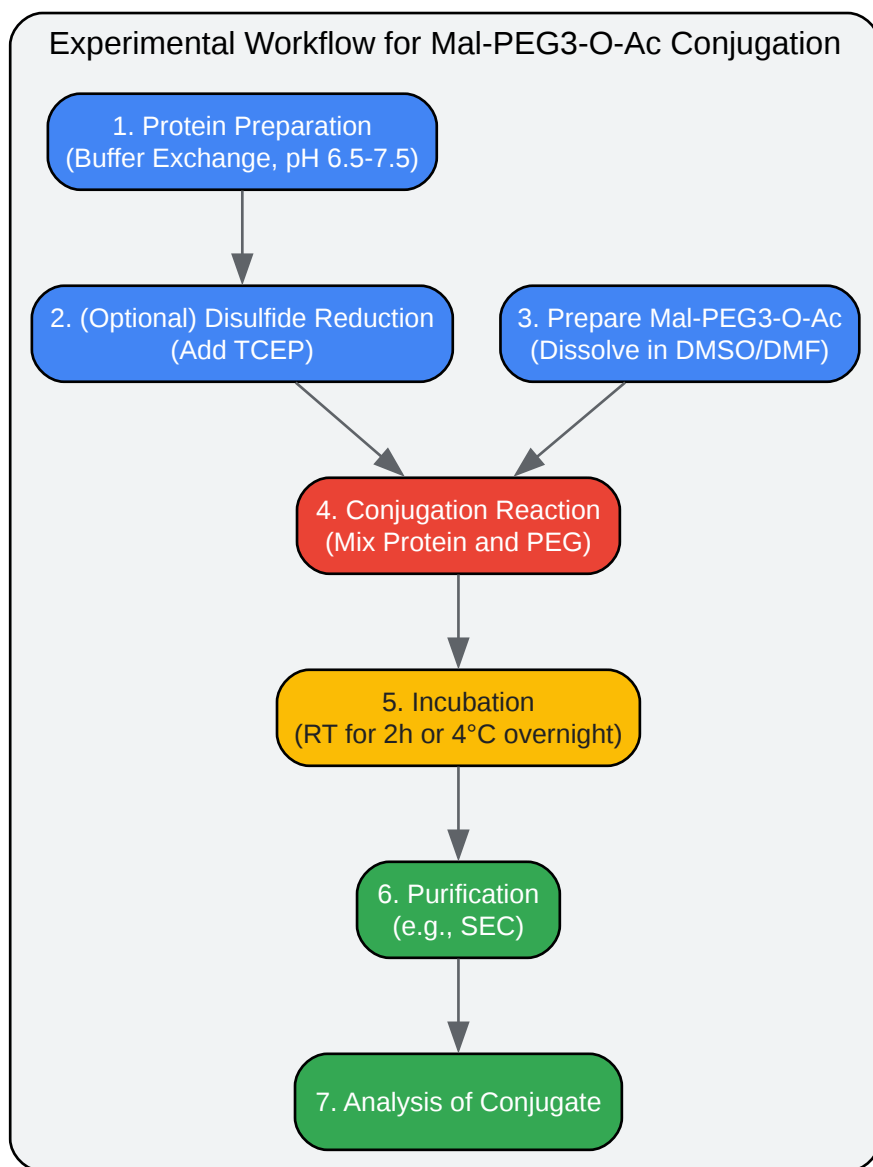 Experimental Workflow for Mal-PEG3-O-Ac Conjugation
1. Protein Preparation
(Buffer Exchange, pH 6.5-7.5)
2. (Optional) Disulfide Reduction
(Add TCEP)
3. Prepare Mal-PEG3-O-Ac
(Dissolve in DMSO/DMF)
4. Conjugation Reaction
(Mix Protein and PEG)
5. Incubation
(RT for 2h or 4°C overnight)
6. Purification
(e.g., SEC)
7. Analysis of Conjugate